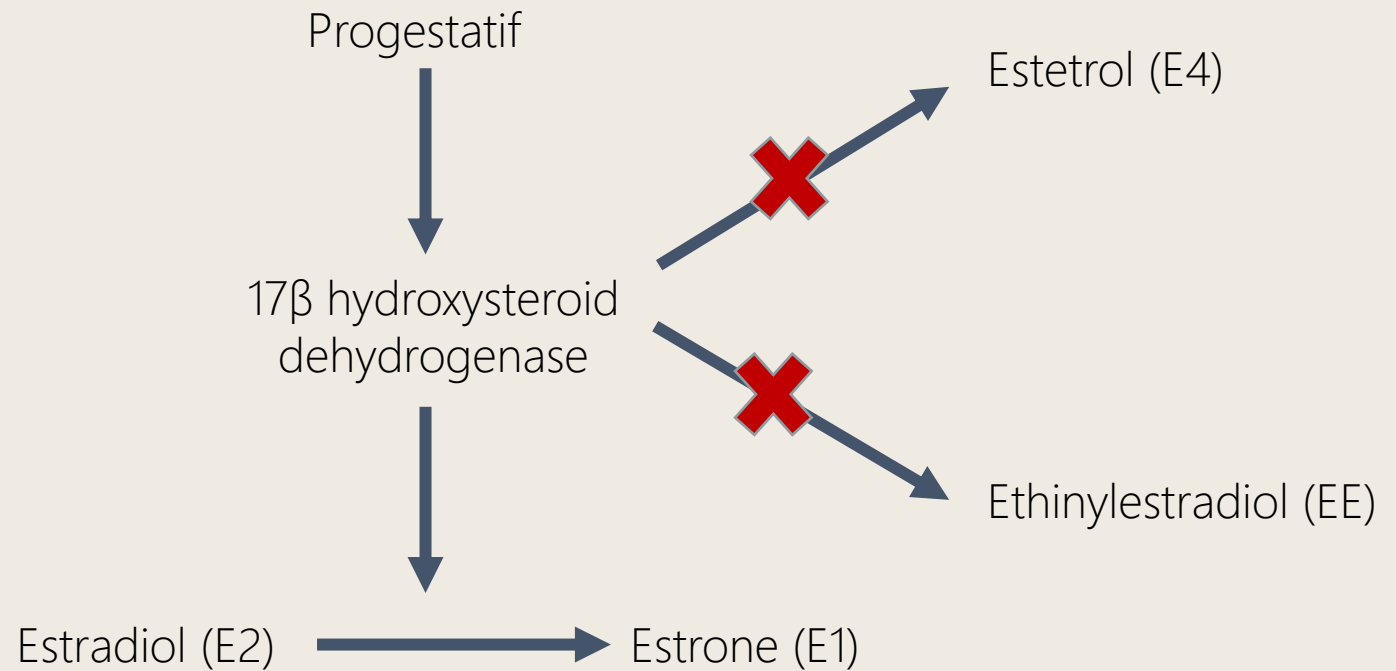 Progestatif
Estetrol (E4)
17β hydroxysteroid
dehydrogenase
Ethinylestradiol (EE)
Estradiol (E2)
Estrone (E1)